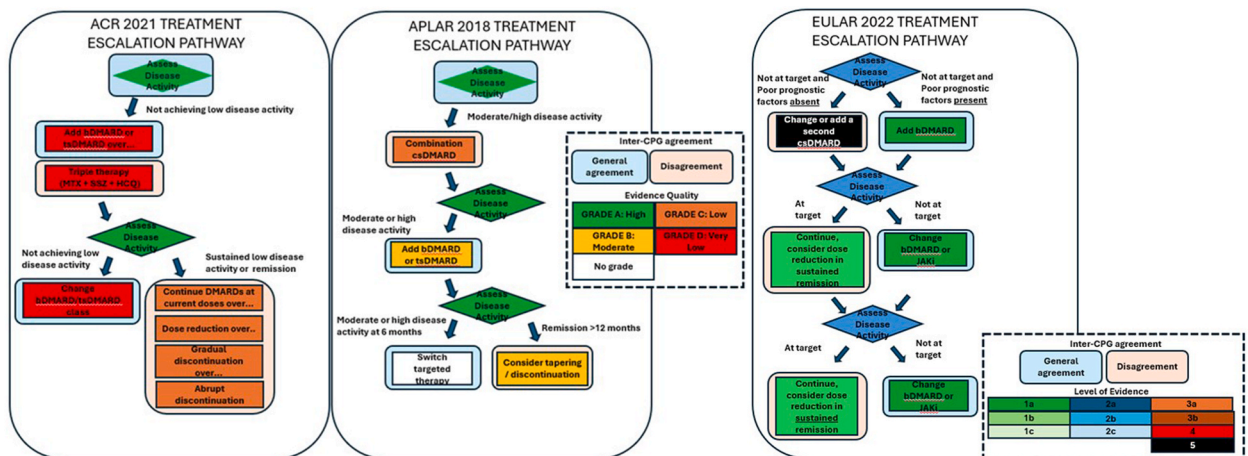 ACR 2021 TREATMENT
ESCALATION PATHWAY
Assess
Disease
Activity
Not achieving low disease activity
Add bDMARD or
tsDMARD over...
Triple therapy
(MTX + SSZ + HCQ)
Assess
Disease
Activity
Not achieving low
disease activity
Sustained low disease
activity or remission
Change
bDMARD/tsDMARD
class
Continue DMARDs at
current doses over...
Dose reduction over..
Gradual
discontinuation
over...
Abrupt
discontinuation
APLAR 2018 TREATMENT
ESCALATION PATHWAY
Assess
Disease
Activity
Moderate/high disease activity
Combination
csDMARD
Assess
Disease
Activity
Moderate or high
disease activity
Add bDMARD
or tsDMARD
Assess
Disease
Activity
Moderate or high disease
activity at 6 months
Remission >12 months
Switch
targeted
therapy
Consider tapering
/ discontinuation
Inter-CPG agreement
General
agreement
Disagreement
Evidence Quality
GRADE A: High
GRADE C: Low
GRADE B:
Moderate
GRADE D: Very
Low
No grade
EULAR 2022 TREATMENT
ESCALATION PATHWAY
Assess
Disease
Activity
Not at target and
Poor prognostic
factors absent
Not at target and
Poor prognostic
factors present
Change or add a
second
csDMARD
Add bDMARD
Assess
Disease
Activity
At
target
Not at
target
Continue,
consider dose
reduction in
sustained
remission
Change
bDMARD or
JAKi
Assess
Disease
Activity
At target
Not at
target
Continue,
consider dose
reduction in
sustained
remission
Change
bDMARD or
JAKi
Inter-CPG agreement
General
agreement
Disagreement
Level of Evidence
1a 2a 3a
1b 2b 3b
1c 2c 4
5